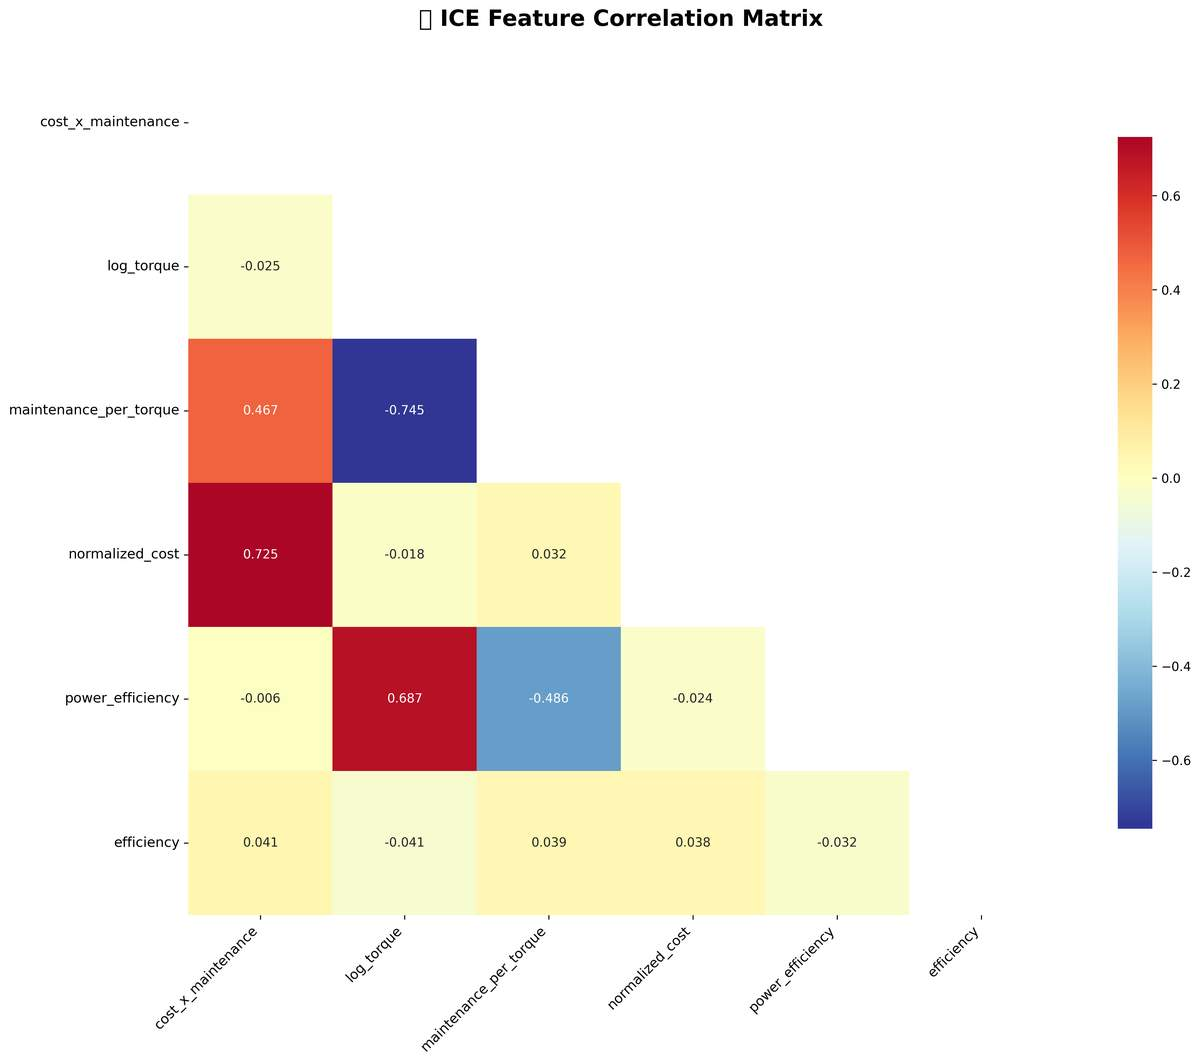 ICE Feature Correlation Matrix
cost_x_maintenance
log_torque
-0.025
maintenance_per_torque
0.467 -0.745
normalized_cost
0.725 -0.018 0.032
power_efficiency
-0.006 0.687 -0.486 -0.024
efficiency
0.041 -0.041 0.039 0.038 -0.032
cost_x_maintenance log_torque maintenance_per_torque normalized_cost power_efficiency efficiency
0.6
0.4
0.2
0.0
−0.2
−0.4
−0.6